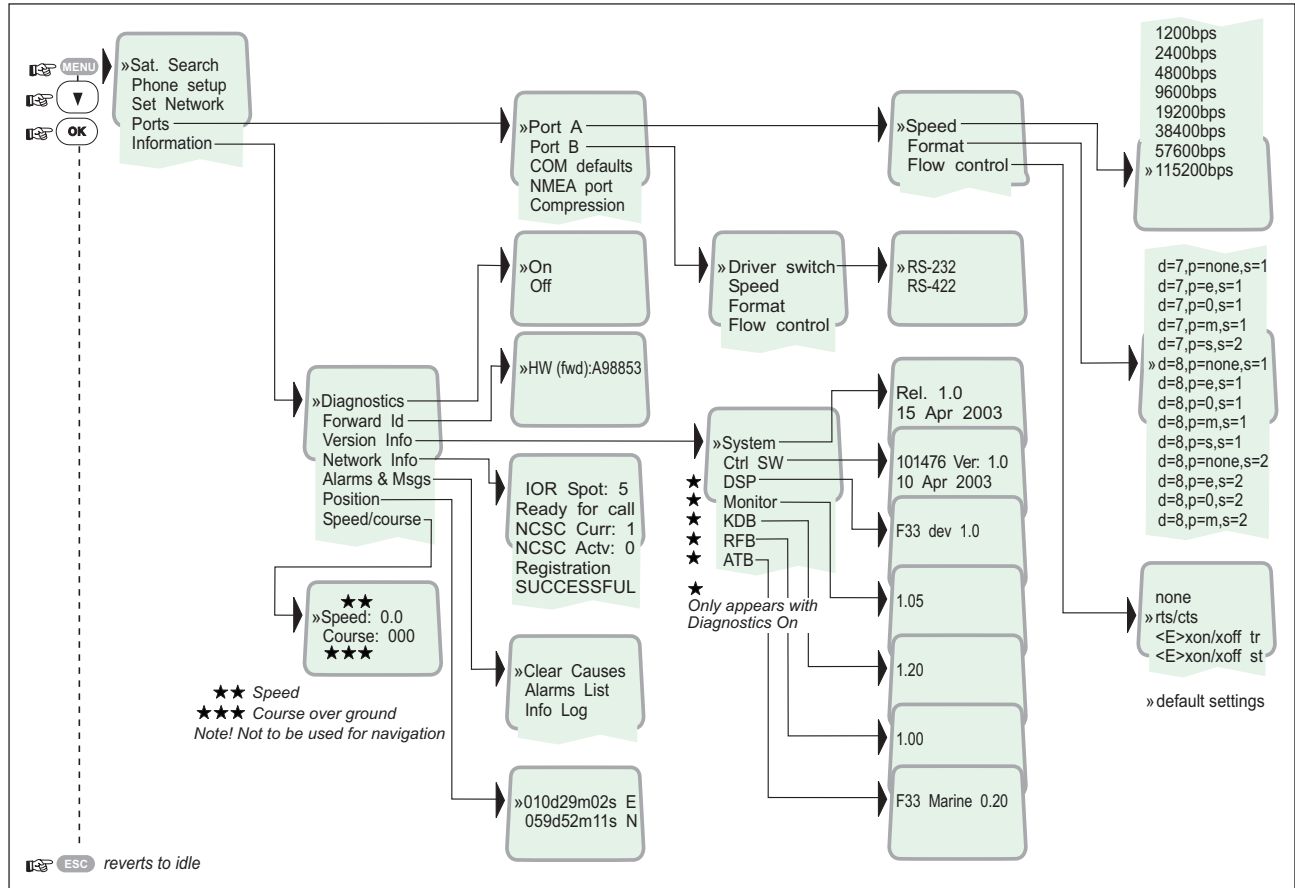 MENU
▼
OK
»Sat. Search
Phone setup
Set Network
Ports
Information
»Port A
Port B
COM defaults
NMEA port
Compression
»Speed
Format
Flow control
1200bps
2400bps
4800bps
9600bps
19200bps
38400bps
57600bps
»115200bps
»On
Off
»Driver switch
Speed
Format
Flow control
»RS-232
RS-422
d=7,p=none,s=1
d=7,p=e,s=1
d=7,p=0,s=1
d=7,p=m,s=1
d=7,p=s,s=2
»d=8,p=none,s=1
d=8,p=e,s=1
d=8,p=0,s=1
d=8,p=m,s=1
d=8,p=s,s=1
d=8,p=none,s=2
d=8,p=e,s=2
d=8,p=0,s=2
d=8,p=m,s=2
»HW (fwd):A98853
»Diagnostics
Forward Id
Version Info
Network Info
Alarms & Msgs
Position
Speed/course
»System
Ctrl SW
★ DSP
★ Monitor
★ KDB
★ RFB
★ ATB
★
Only appears with
Diagnostics On
Rel. 1.0
15 Apr 2003
101476 Ver: 1.0
10 Apr 2003
F33 dev 1.0
1.05
1.20
1.00
F33 Marine 0.20
IOR Spot: 5
Ready for call
NCSC Curr: 1
NCSC Actv: 0
Registration
SUCCESSFUL
★★
»Speed: 0.0
Course: 000
★★★
★★ Speed
★★★ Course over ground
Note! Not to be used for navigation
»Clear Causes
Alarms List
Info Log
none
»rts/cts
<E>xon/xoff tr
<E>xon/xoff st
»default settings
»010d29m02s E
059d52m11s N
ESC reverts to idle